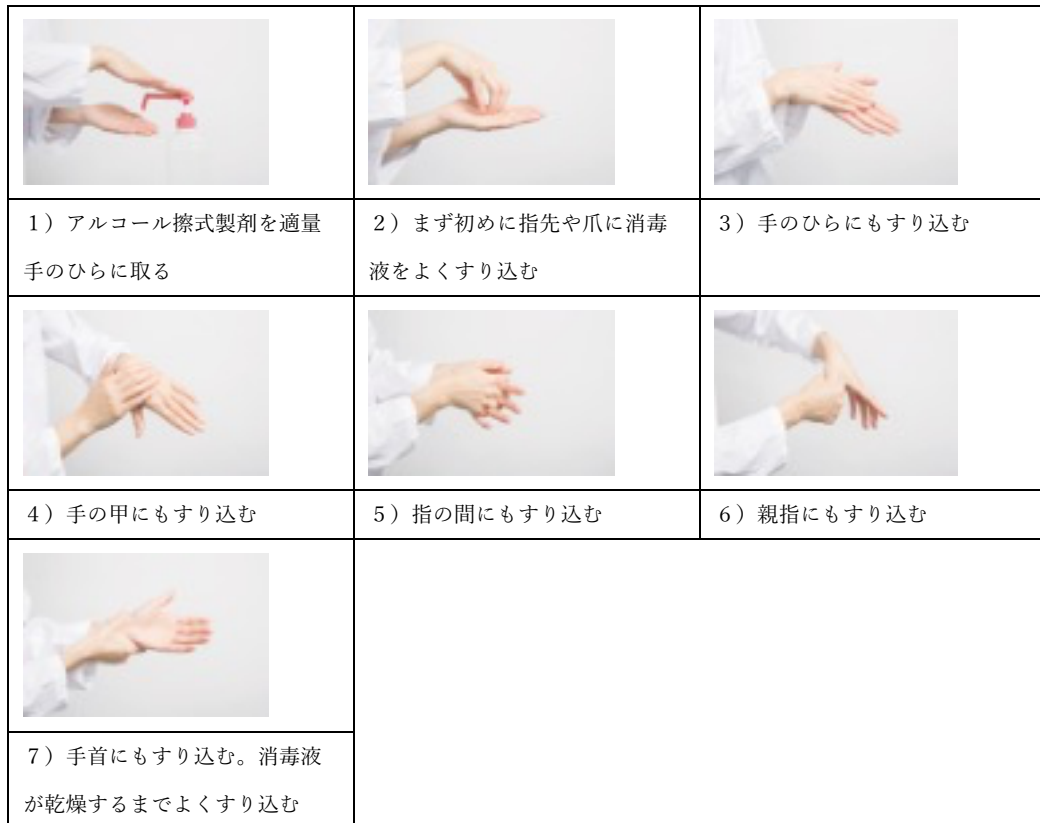 １）アルコール擦式製剤を適量
手のひらに取る
２）まず初めに指先や爪に消毒
液をよくすり込む
３）手のひらにもすり込む
４）手の甲にもすり込む
５）指の間にもすり込む
６）親指にもすり込む
７）手首にもすり込む。消毒液
が乾燥するまでよくすり込む